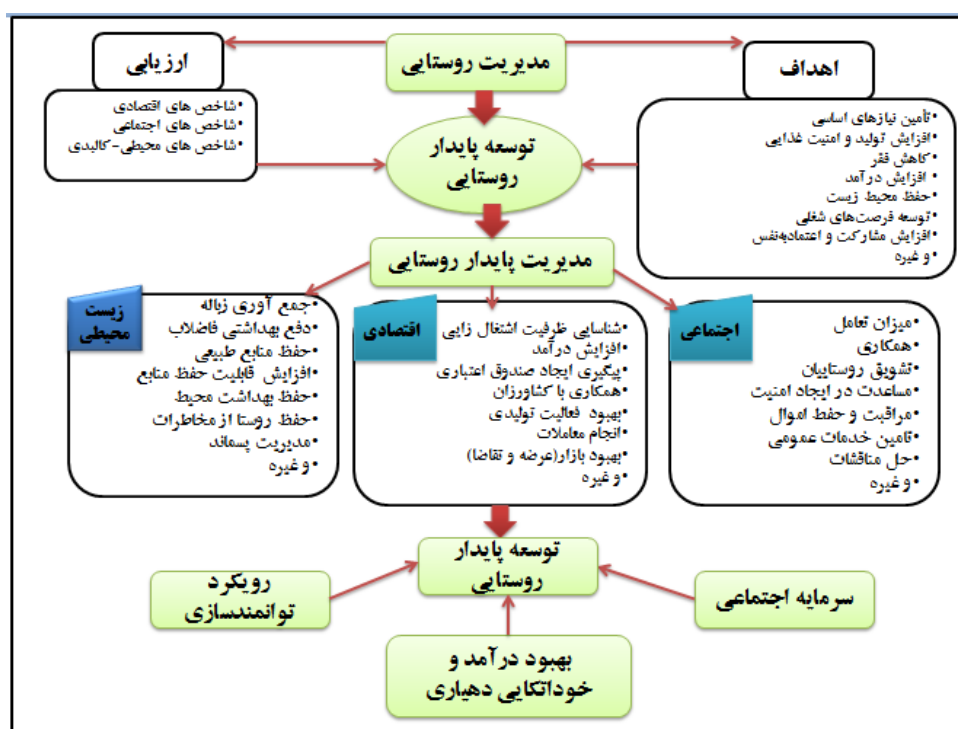 مدیریت روستایی
اهداف
•تأمین نیازهای اساسی
•افزایش تولید و امنیت غذایی
•کاهش فقر
•افزایش درآمد
•حفظ محیط زیست
•توسعه فرصت‌های شغلی
•افزایش مشارکت و اعتمادبه‌نفس
•و غیره
ارزیابی
•شاخص های اقتصادی
•شاخص های اجتماعی
•شاخص های محیطی-کالبدی
توسعه پایدار
روستایی
مدیریت پایدار روستایی
اجتماعی
•میزان تعامل
•همکاری
•تشویق روستاییان
•مساعدت در ایجاد امنیت
•مراقبت و حفظ اموال
•تامین خدمات عمومی
•حل مناقشات
•و غیره
اقتصادی
•شناسایی ظرفیت اشتغال زایی
•افزایش درآمد
•پیگیری ایجاد صندوق اعتباری
•همکاری با کشاورزان
•بهبود فعالیت تولیدی
•انجام معاملات
•بهبود بازار(عرضه و تقاضا)
•و غیره
زیست
محیطی
•جمع آوری زباله
•دفع بهداشتی فاضلاب
•حفظ منابع طبیعی
•افزایش قابلیت حفظ منابع
•حفظ بهداشت محیط
•حفظ روستا از مخاطرات
•مدیریت پسماند
•و غیره
توسعه پایدار
روستایی
سرمایه اجتماعی
رویکرد
توانمندسازی
بهبود درآمد و
خوداتکایی دهیاری